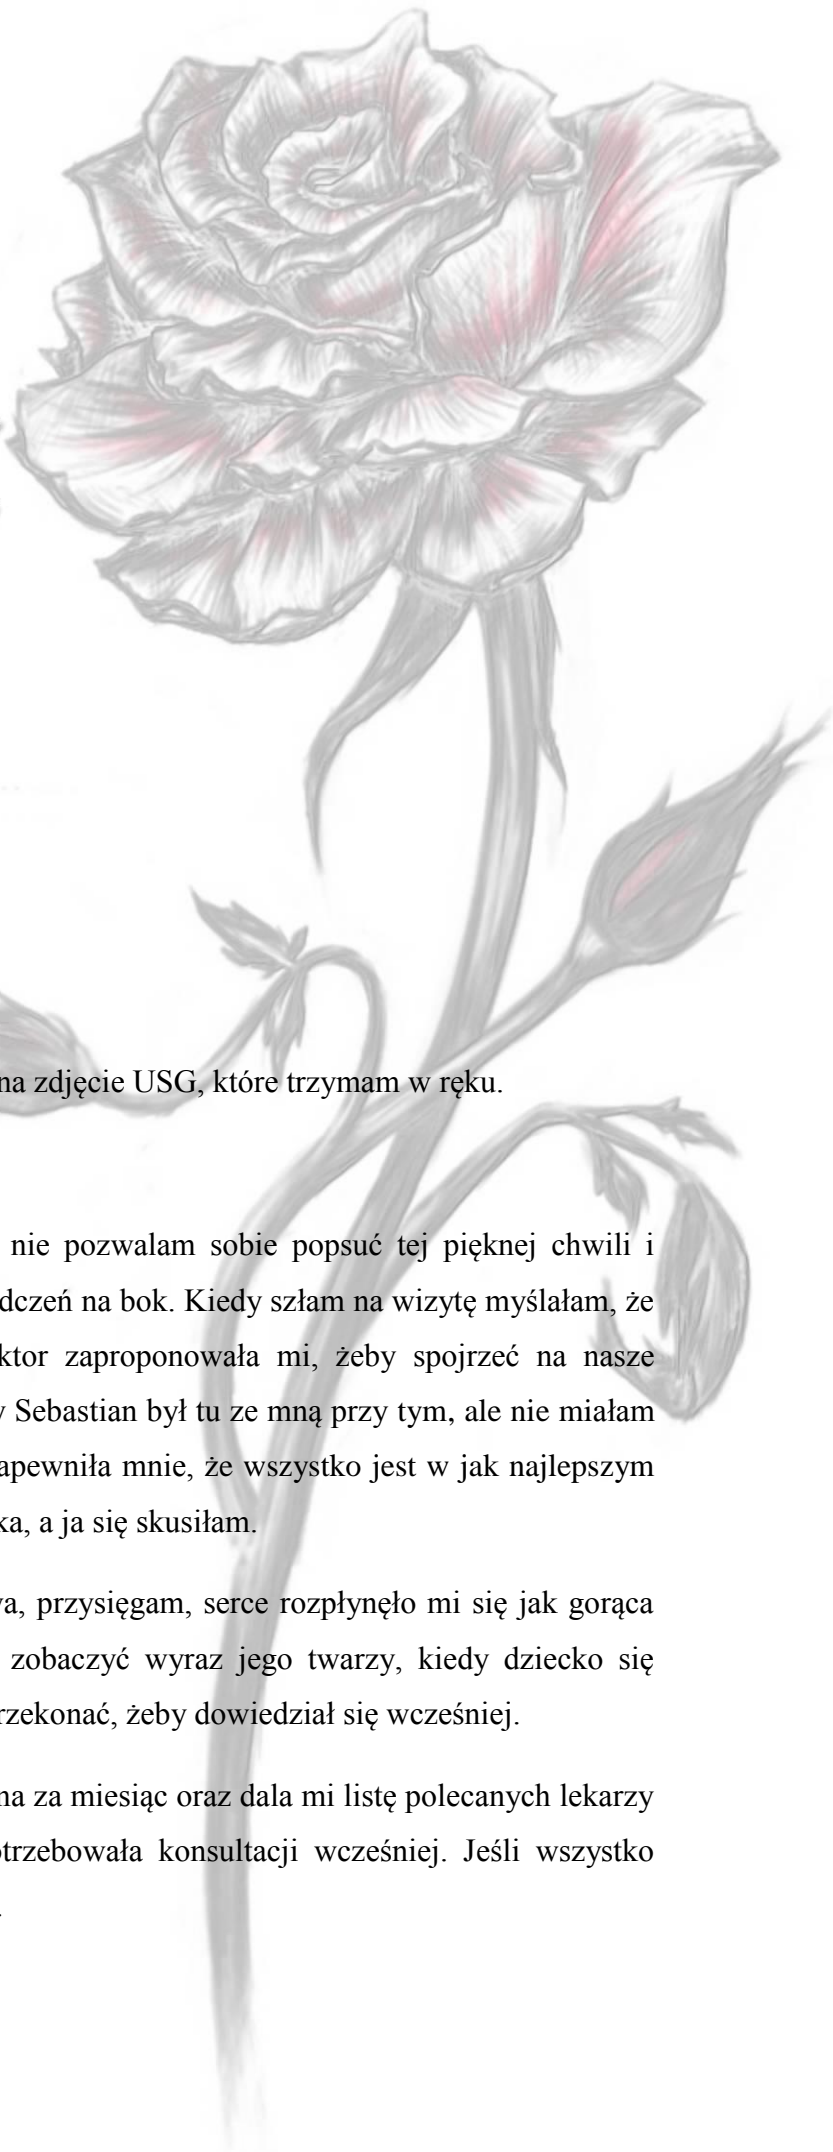 na zdjęcie USG, które trzymam w ręku.
nie pozwalam sobie popsuć tej pięknej chwili i
dczeń na bok. Kiedy szłam na wizytę myślałam, że
ktor zaproponowała mi, żeby spojrzeć na nasze
y Sebastian był tu ze mną przy tym, ale nie miałam
apewniła mnie, że wszystko jest w jak najlepszym
ka, a ja się skusiłam.
va, przysięgam, serce rozpłynęło mi się jak gorąca
zobaczyć wyraz jego twarzy, kiedy dziecko się
rzekonać, żeby dowiedział się wcześniej.
na za miesiąc oraz dala mi listę polecanych lekarzy
otrzebowała konsultacji wcześniej. Jeśli wszystko
.